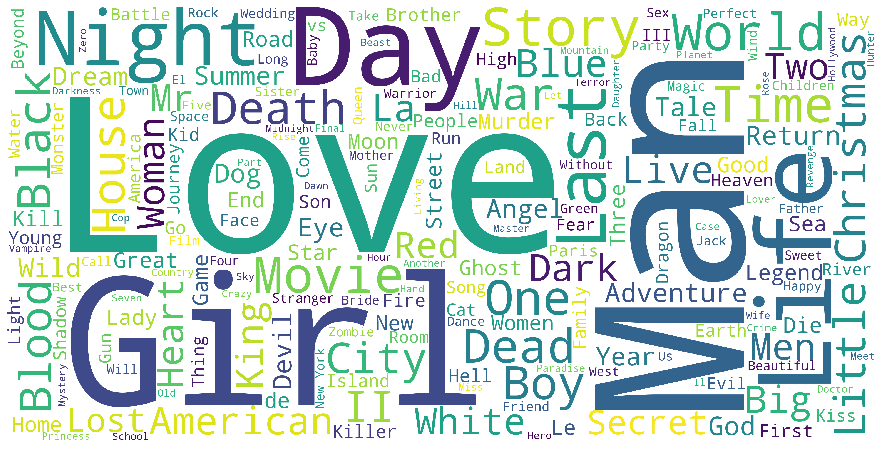 Love
Man
Girl
Day
Life
Night
Story
World
Last
Time
Black
House
Death
War
Blue
Two
Christmas
Little
Movie
One
Dead
Boy
City
King
Heart
Blood
American
II
White
Secret
Big
Men
Dark
Red
Live
Woman
Mr
La
Summer
Dream
Road
Brother
Battle
Rock
Wedding
Beyond
vs
Baby
Take
High
Bad
Sex
III
Perfect
Way
Party
Wind
Hollywood
Hunter
Zero
Long
Beast
Mountain
Planet
Daughter
Rose
Darkness
El
Town
Five
Sister
Warrior
Queen
Hill
Let
Terror
Magic
Children
Tale
Fall
Return
Water
Monster
Space
Kid
Midnight
Final
Never
People
Murder
Back
Moon
Run
Journey
America
Part
Rise
Mother
Come
Sun
Street
Land
Without
Good
Heaven
Revenge
Dog
Face
End
Son
Dawn
Eye
Living
Angel
Green
Fear
Three
Case
Lover
Father
Sea
Kill
Go
Young
Cop
Film
Vampire
Four
Star
Master
Paris
Dragon
Jack
Sweet
Legend
River
Wild
Call
Great
Sky
Hour
Another
Ghost
Adventure
Happy
Country
Game
Stranger
Hard
Song
Best
Seven
Crazy
Bride
Fire
Cat
Family
Earth
Wife
Light
Shadow
Gun
Lady
Thing
Devil
New
Zombie
Room
Dance
Women
Die
Crime
Meet
Mystery
Will
New York
Island
Paradise
Hell
Year
Us
West
Evil
Beautiful
Old
Miss
Doctor
Home
Lost
de
Killer
Friend
Le
God
First
Kiss
Princess
School
Hero